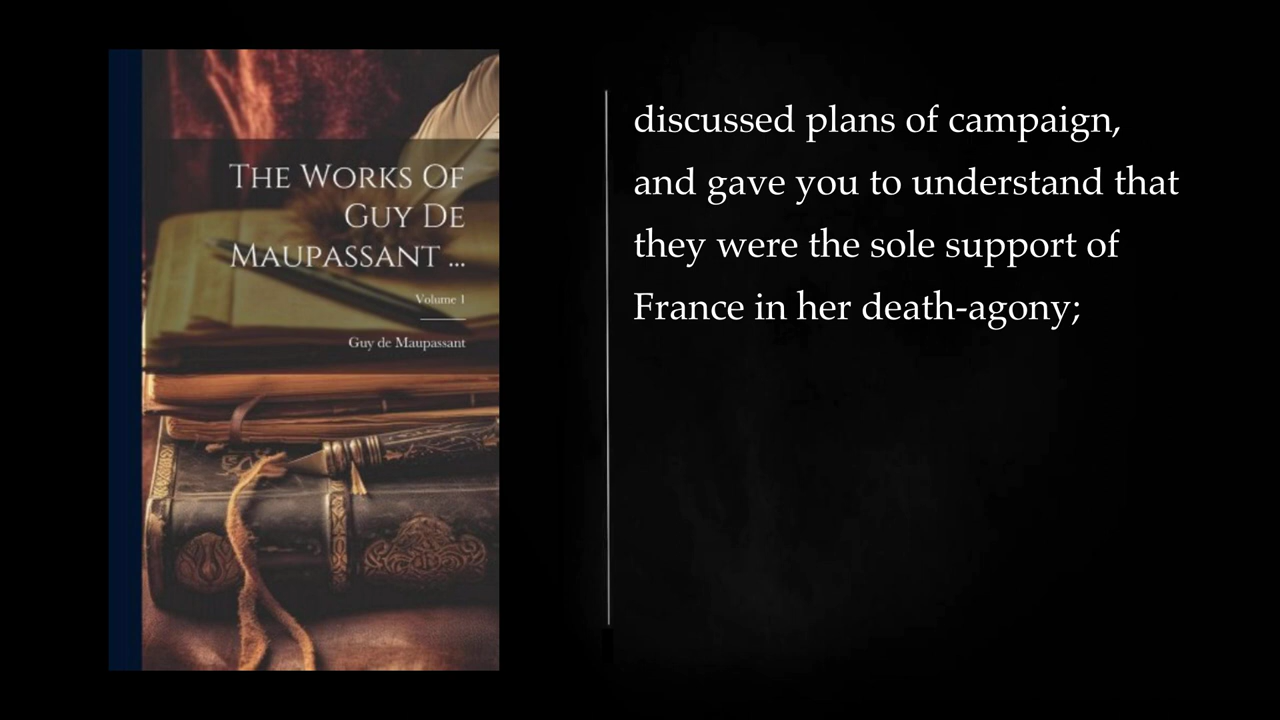 The Works Of
Guy De
Maupassant ...
Volume 1
Guy de Maupassant
discussed plans of campaign,
and gave you to understand that
they were the sole support of
France in her death-agony;